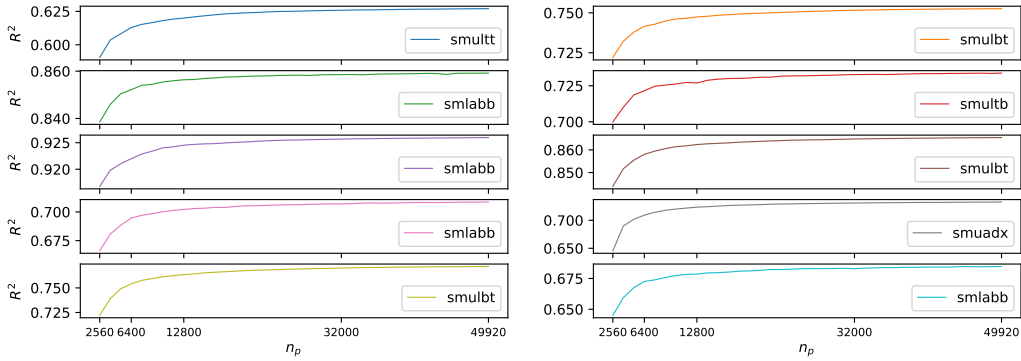 R² 0.625 0.600 smultt
0.750 0.725 smulbt
R² 0.860 0.840 smlabb
0.725 0.700 smultb
R² 0.925 0.920 smlabb
0.860 0.850 smulbt
R² 0.700 0.675 smlabb
0.700 0.650 smuadx
R² 0.750 0.725 smulbt
0.675 0.650 smlabb
2560 6400 12800 32000 49920
2560 6400 12800 32000 49920
n_p
n_p